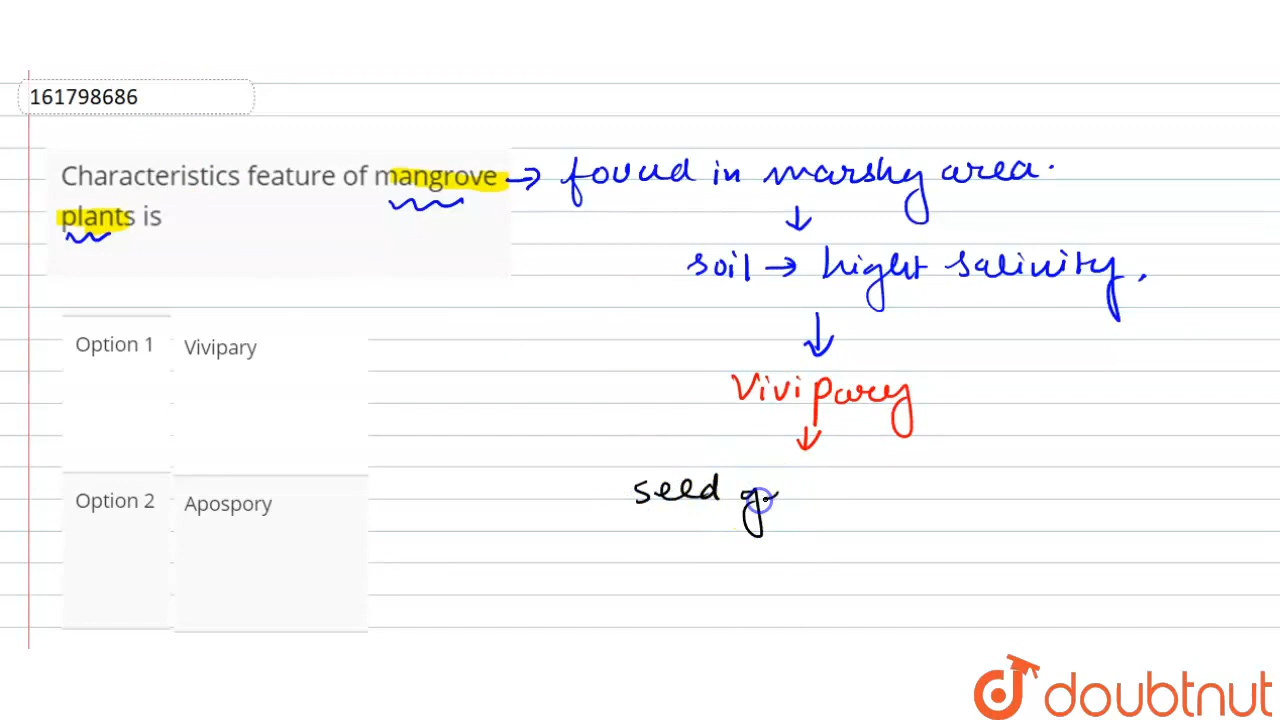 161798686
Characteristics feature of mangrove → found in marshy area.
plants is
↓
soil → hight salinity,
↓
Option 1 Vivipary
Vivipary
↓
seed g
Option 2 Apospory
doubtnut